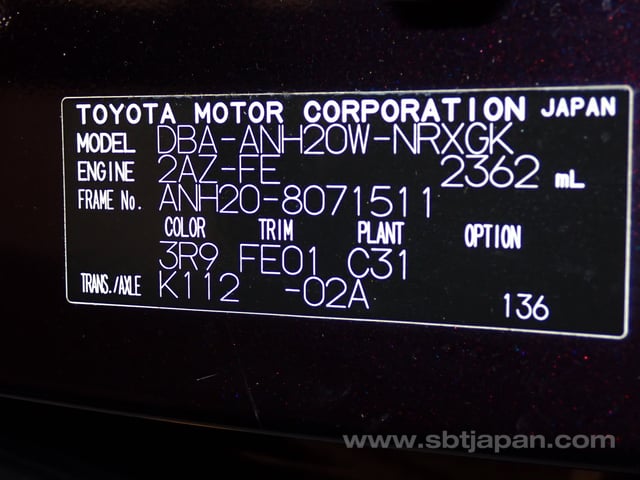 TOYOTA MOTOR CORPORATION JAPAN
MODEL DBA-ANH20W-NRXGK
ENGINE 2AZ-FE 2362 mL
FRAME No. ANH20-8071511
COLOR TRIM PLANT OPTION
3R9 FE01 C31
TRANS./AXLE K112 -02A 136
www.sbtjapan.com